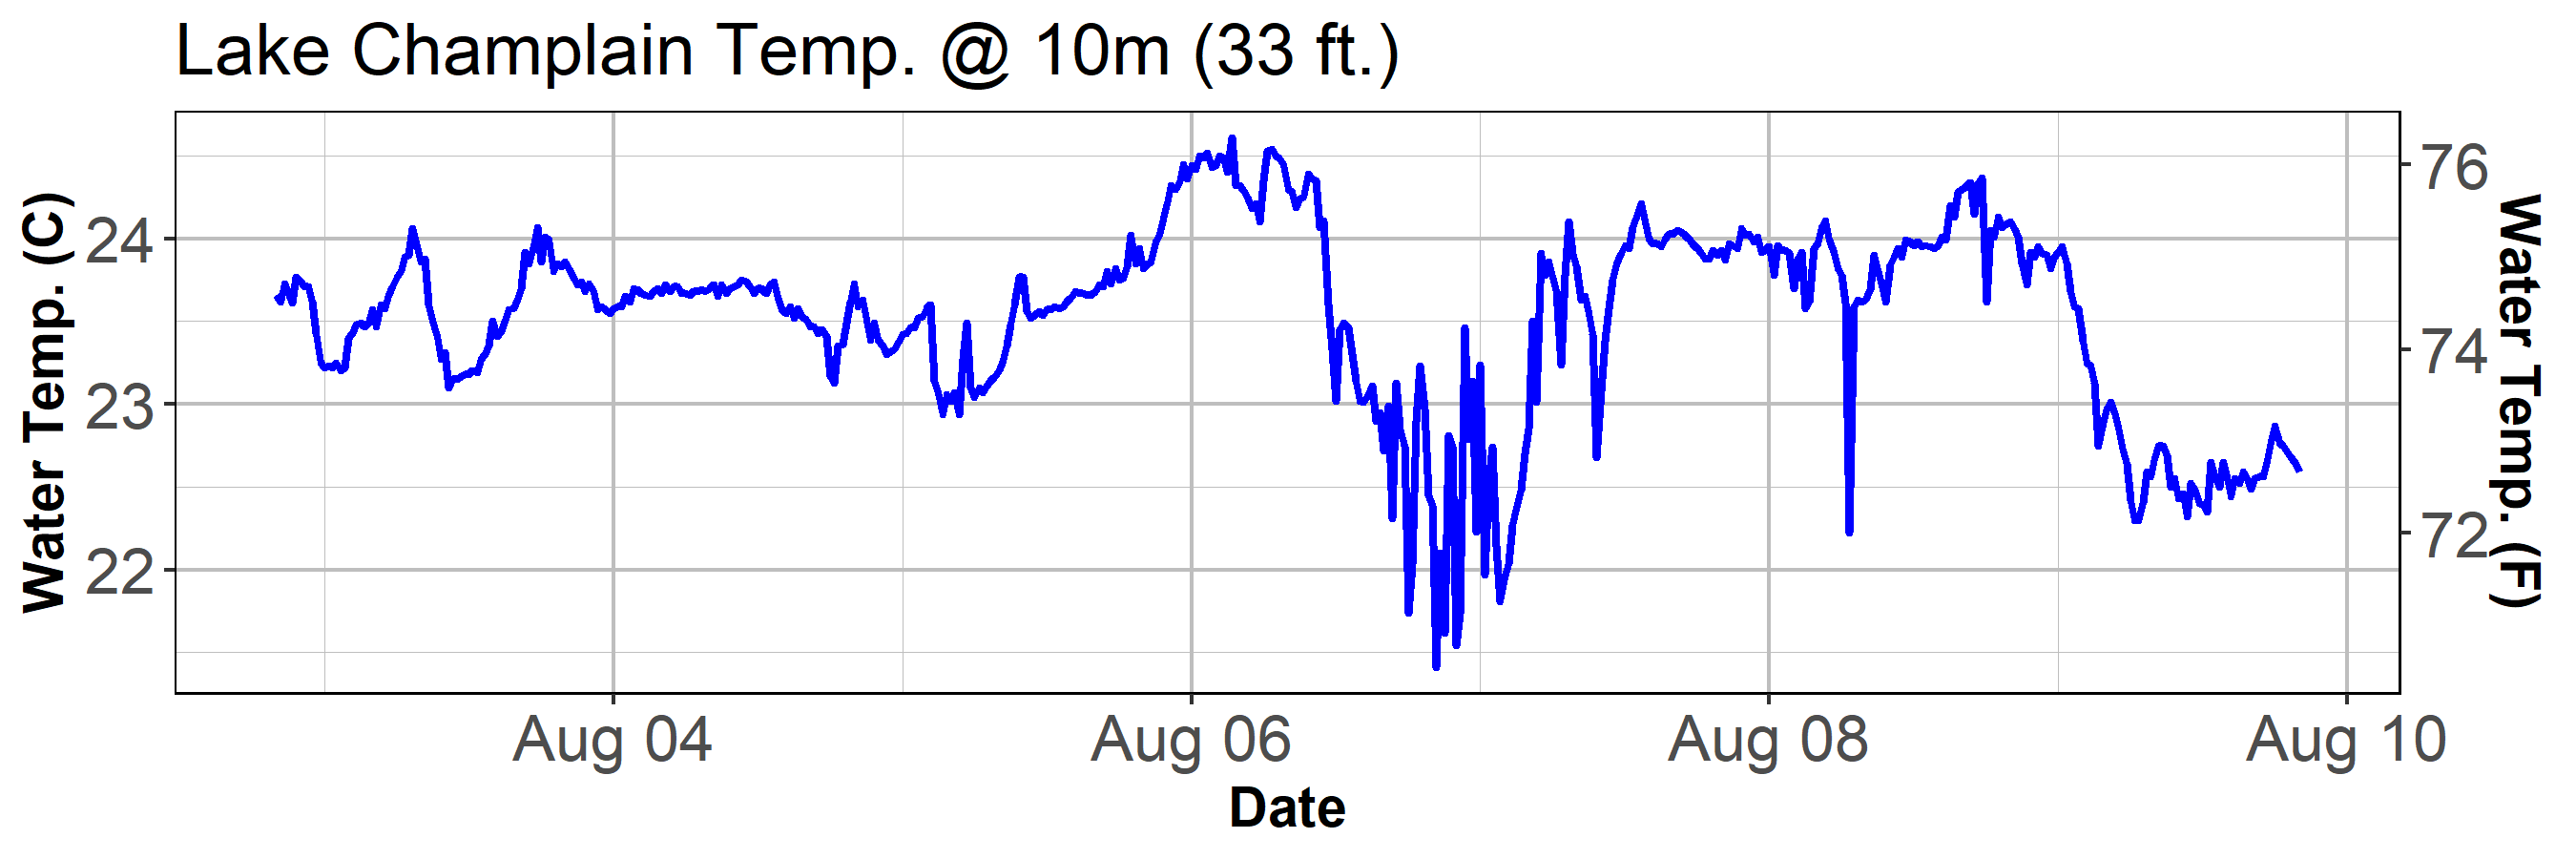 Lake Champlain Temp. @ 10m (33 ft.)
Water Temp. (C)
24
23
22
76
74
72
Water Temp. (F)
Aug 04 Aug 06 Aug 08 Aug 10
Date